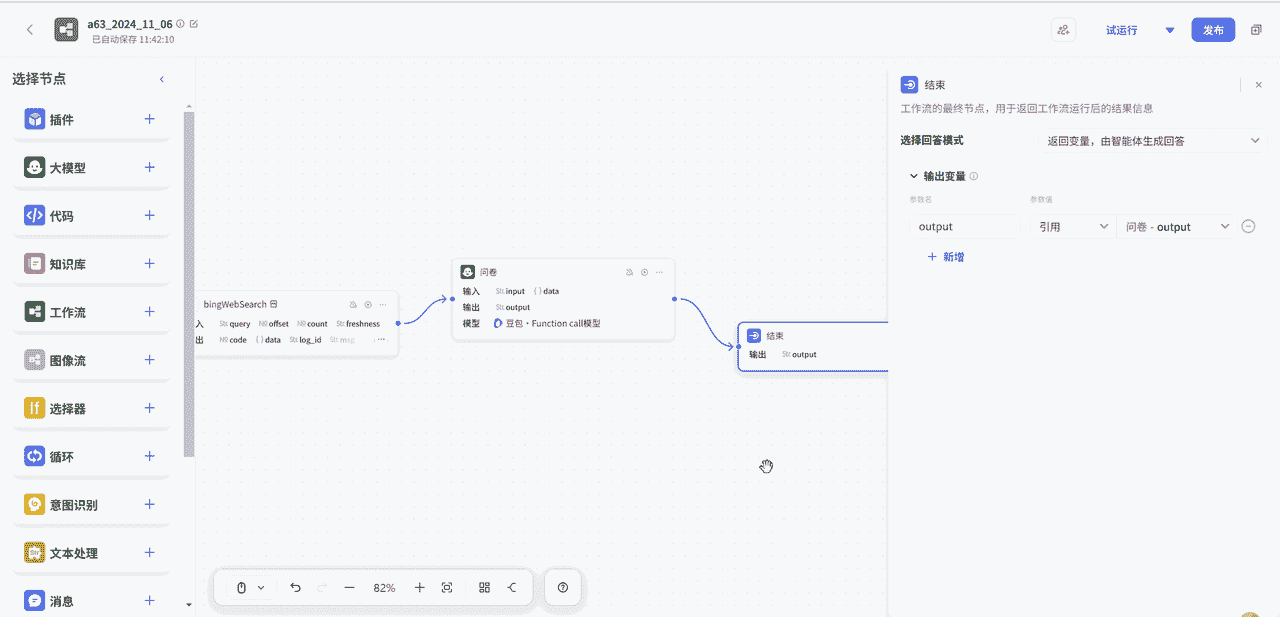 a63_2024_11_06
已自动保存 11:42:10
试运行
发布
选择节点
插件
大模型
代码
知识库
工作流
图像流
选择器
循环
意图识别
文本处理
消息
bingWebSearch
入 Str. query N0 offset N0 count Str. freshness
出 N0 code { } data Str. log_id Str. msg ...
问卷
输入 Str. input { } data
输出 Str. output
模型 豆包・Function call模型
结束
输出 Str. output
82%
结束
工作流的最终节点，用于返回工作流运行后的结果信息
选择回答模式 返回变量，由智能体生成回答
输出变量
参数名 参数值
output 引用 问卷 - output
+ 新增